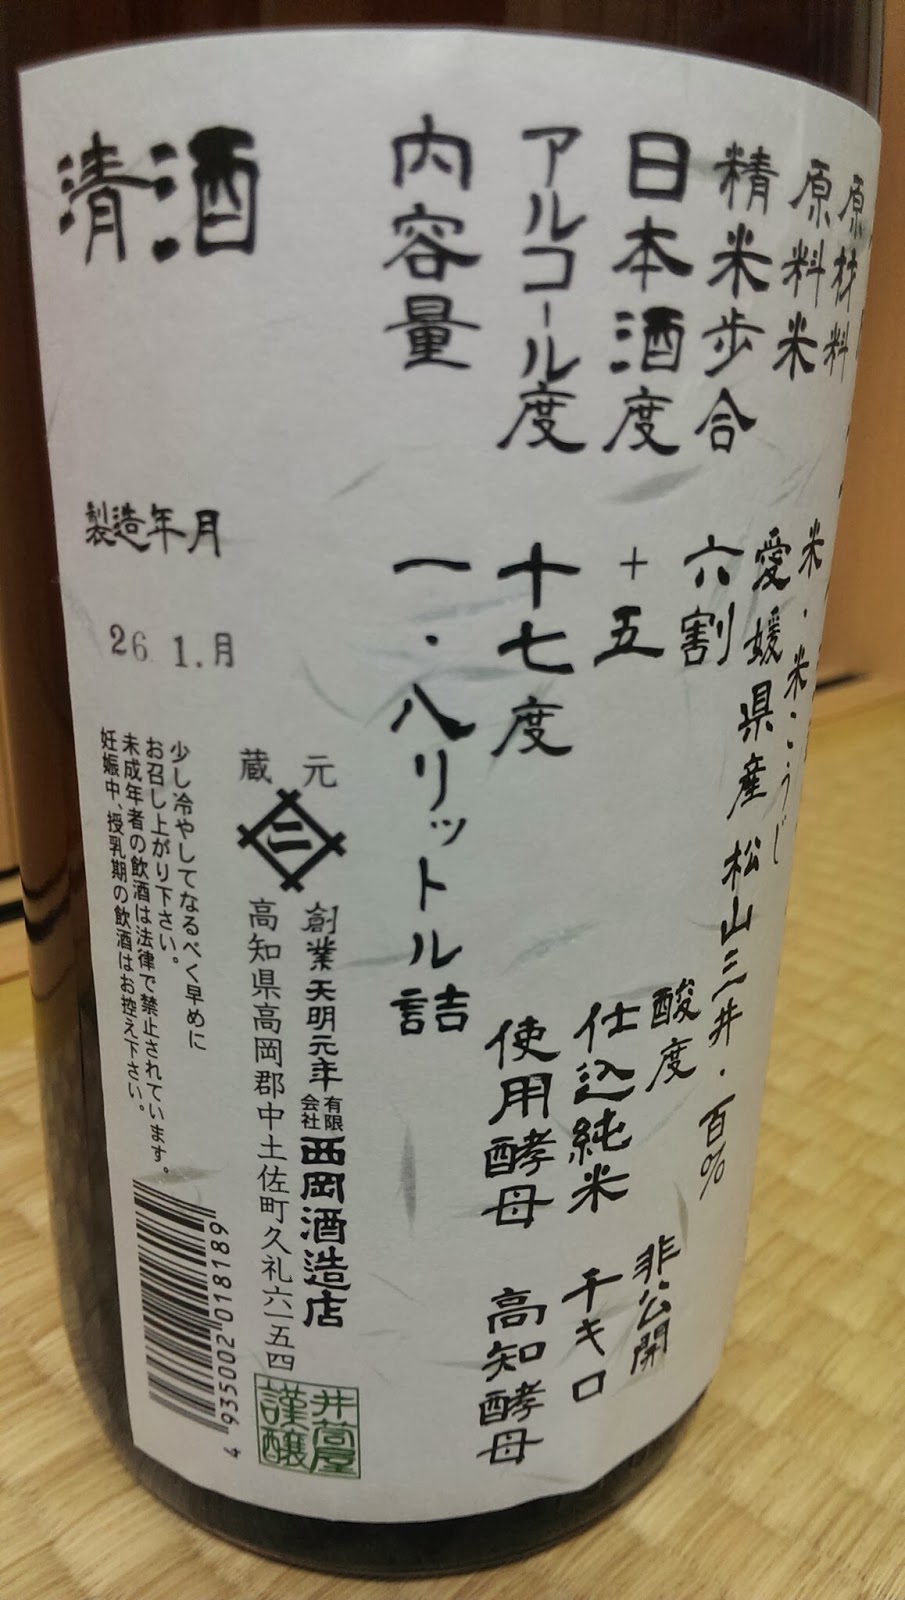 原材料 米・米こうじ
原料米 愛媛県産 松山三井・百%
精米歩合 六割
酸度 非公開
日本酒度 +五
仕込純米 千キロ
アルコール度 十七度
使用酵母 高知酵母
内容量 一・八リットル詰
清酒
製造年月
26.1.月
元
蔵
創業天明元年 有限会社 西岡酒造店
高知県高岡郡中土佐町久礼六一五四
井筒屋
謹醸
少し冷やしてなるべく早めに
お召し上がり下さい。
未成年者の飲酒は法律で禁止されています。
妊娠中、授乳期の飲酒はお控え下さい。
4 935002 018189